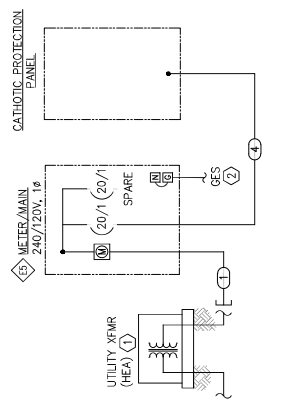 CATHOTIC PROTECTION
PANEL
E5
METER/MAIN
240/120V, 1ø
M
20/1
20/1
SPARE
N
G
GES
2
4
1
UTILITY XFMR
(HEA)
1